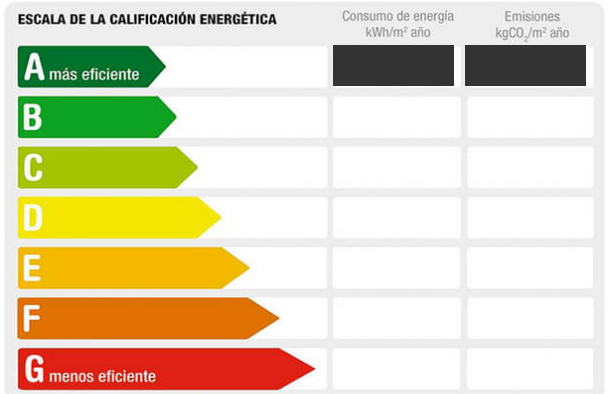 ESCALA DE LA CALIFICACIÓN ENERGÉTICA
Consumo de energía
kWh/m² año
Emisiones
kgCO₂/m² año
A más eficiente
B
C
D
E
F
G menos eficiente